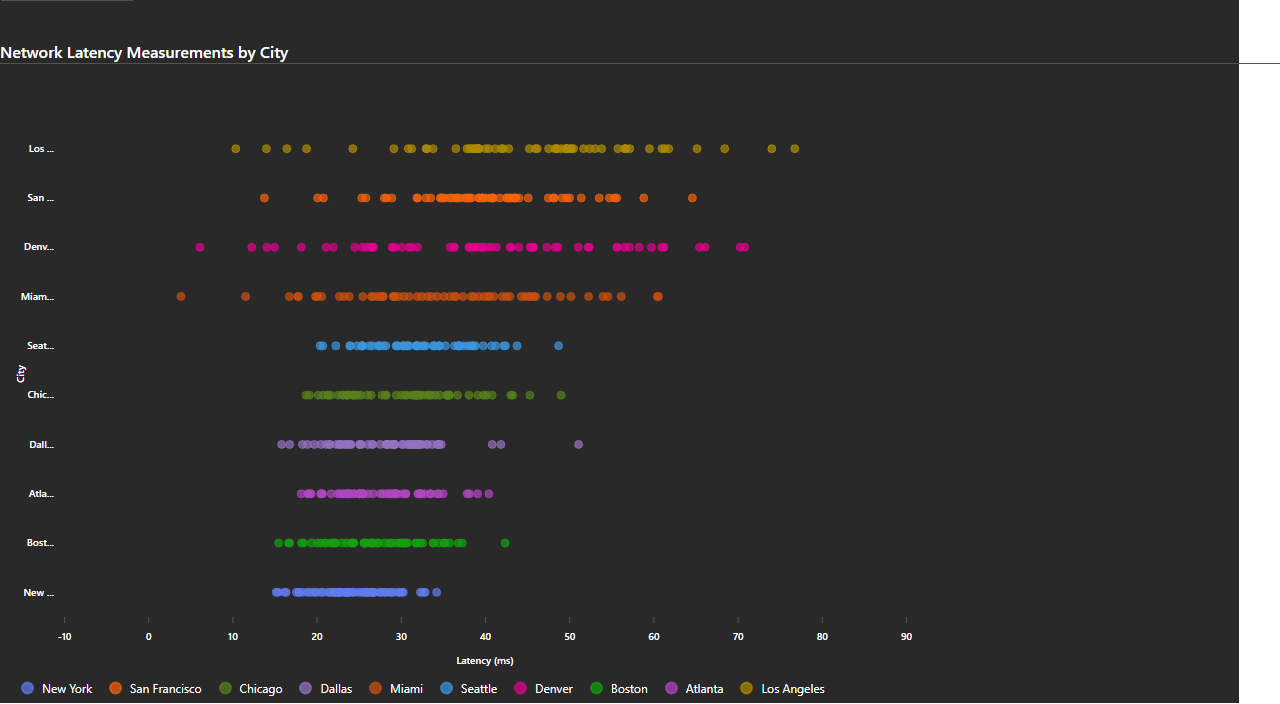 Network Latency Measurements by City
Los ...
San ...
Denv...
Miam...
Seat...
City
Chic...
Dall...
Atla...
Bost...
New ...
-10 0 10 20 30 40 50 60 70 80 90
Latency (ms)
New York San Francisco Chicago Dallas Miami Seattle Denver Boston Atlanta Los Angeles